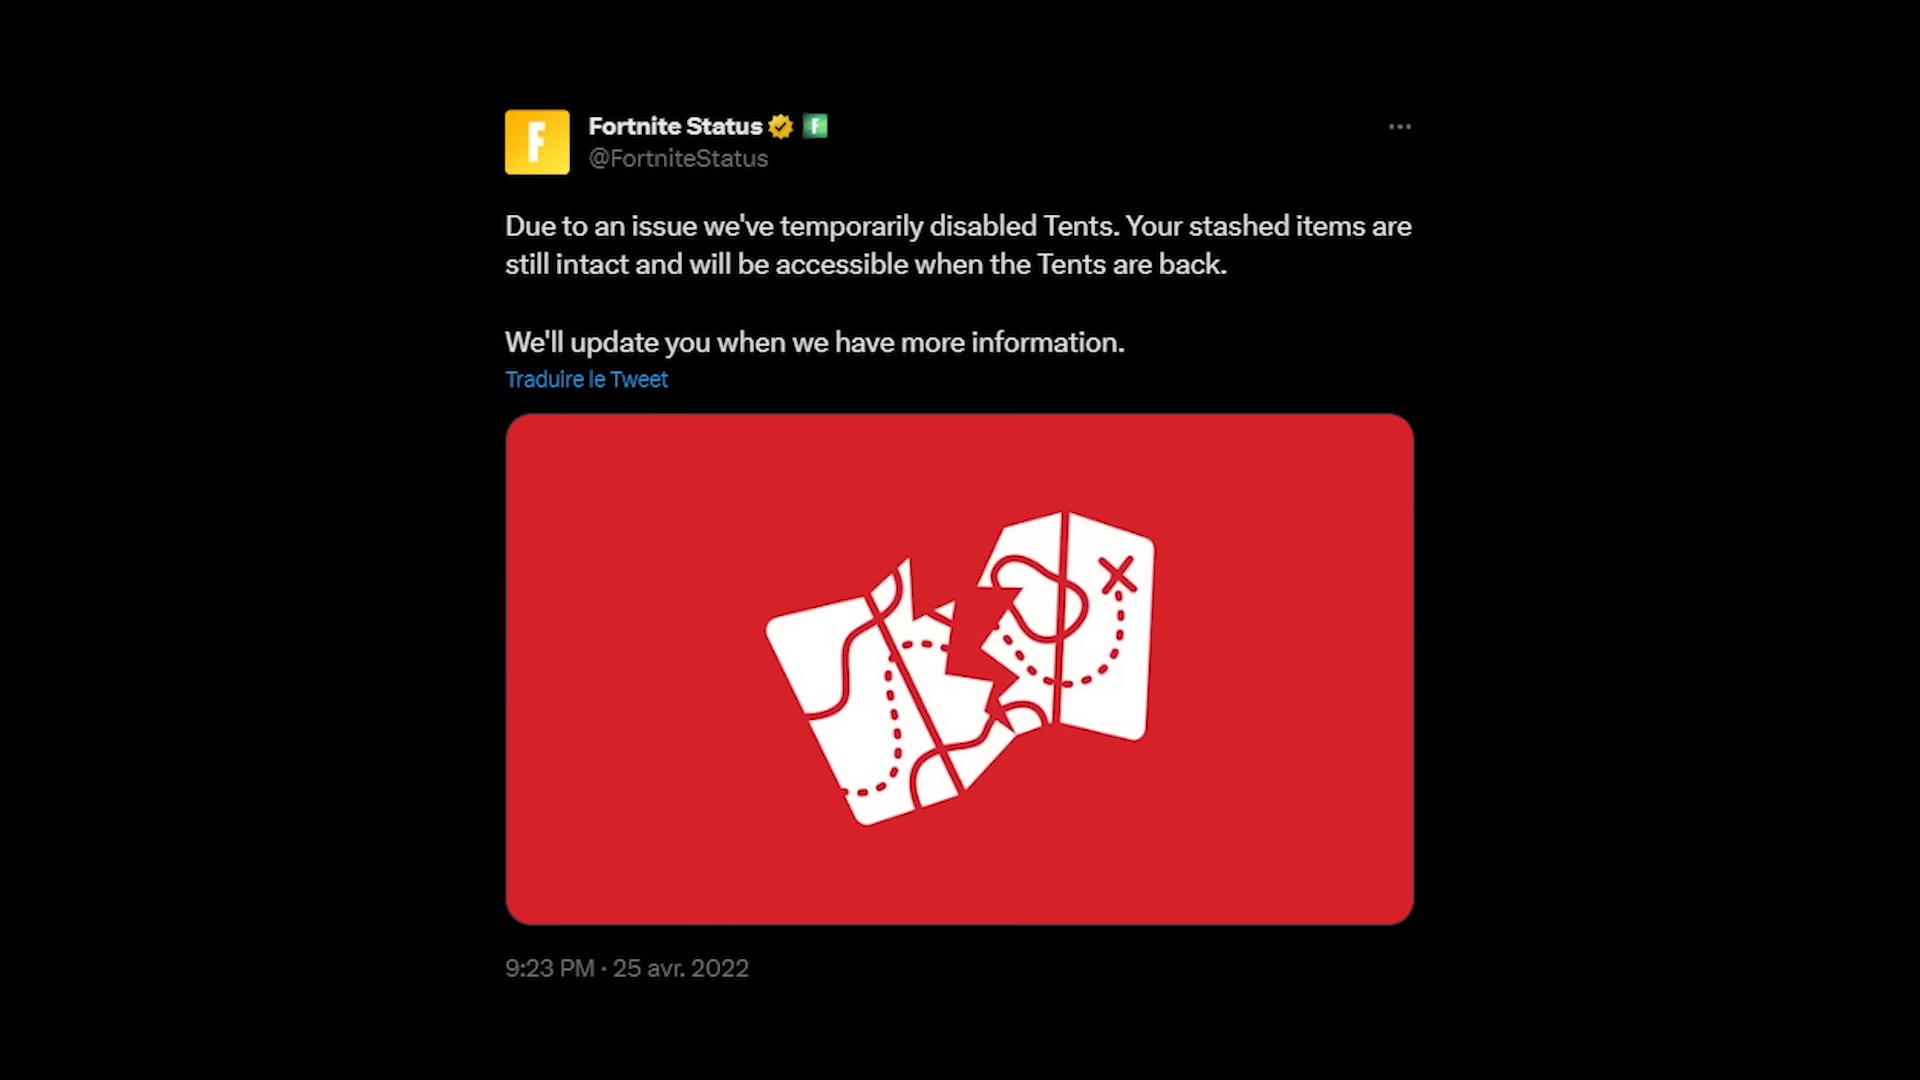 Fortnite Status
@FortniteStatus
Due to an issue we've temporarily disabled Tents. Your stashed items are
still intact and will be accessible when the Tents are back.
We'll update you when we have more information.
Traduire le Tweet
9:23 PM · 25 avr. 2022